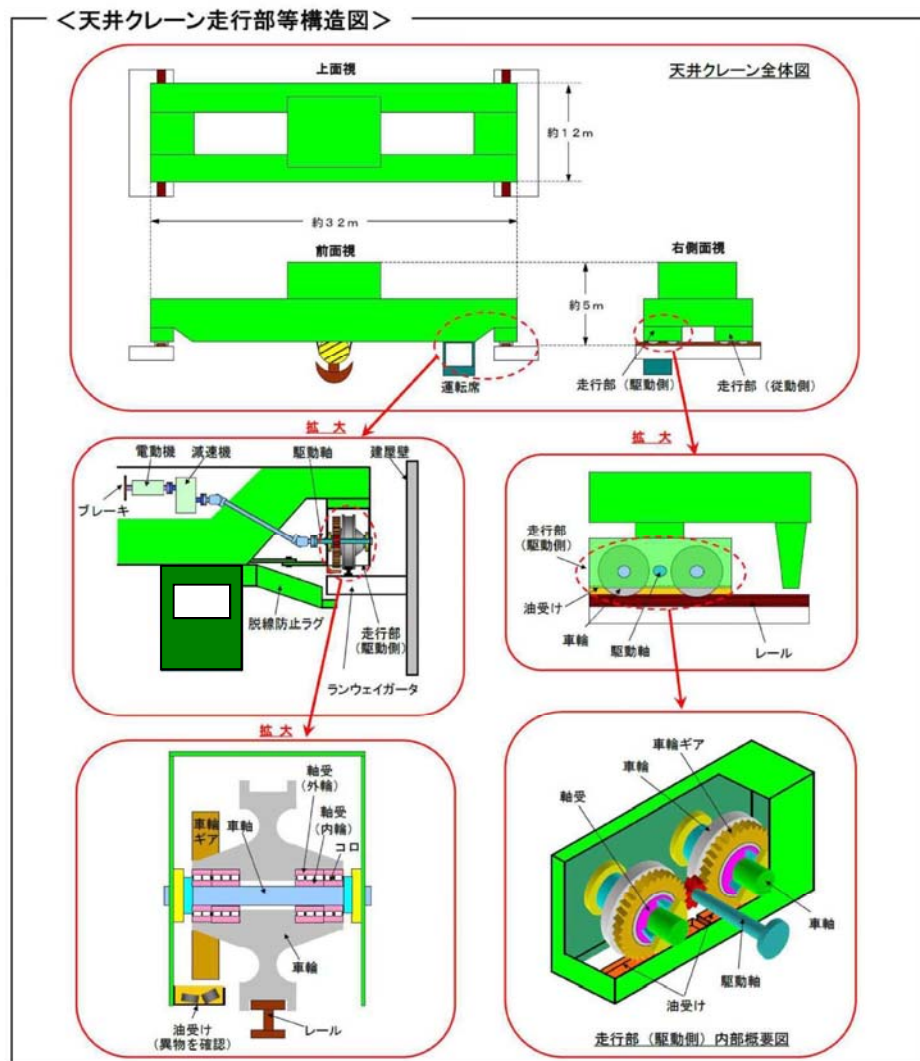 ＜天井クレーン走行部等構造図＞
上面視
天井クレーン全体図
約１２ｍ
約３２ｍ
前面視
右側面視
約５ｍ
運転席
走行部（駆動側）
走行部（従動側）
拡 大
拡 大
電動機
減速機
駆動軸
建屋壁
ブレーキ
脱線防止ラグ
走行部
（駆動側）
ランウェイガータ
走行部
（駆動側）
油受け
車輪
駆動軸
レール
拡 大
軸受
（外輪）
軸受
（内輪）
コロ
車輪
ギア
車軸
車輪
油受け
（異物を確認）
レール
車輪ギア
車輪
軸受
車軸
駆動軸
油受け
走行部（駆動側）内部概要図